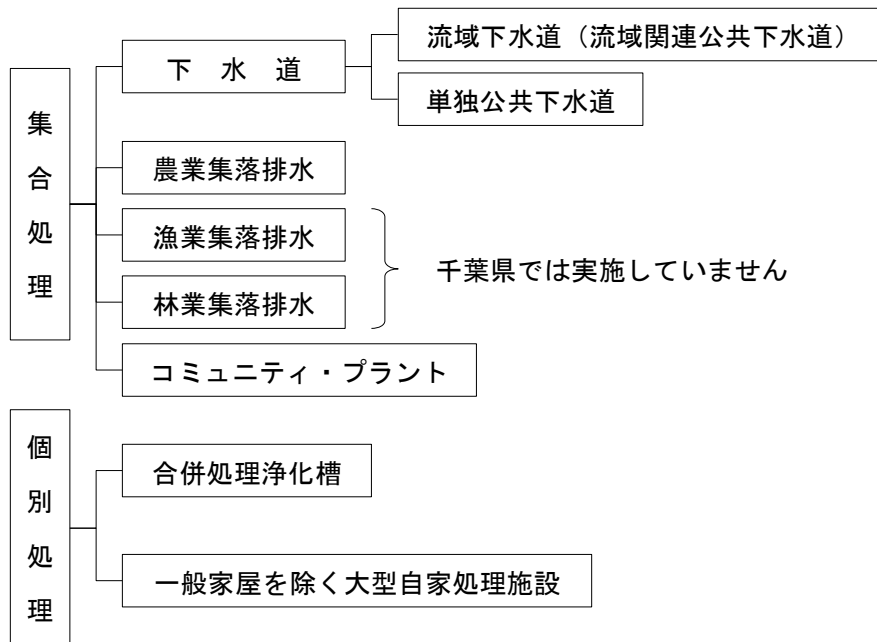 集合処理
下水道
流域下水道（流域関連公共下水道）
単独公共下水道
農業集落排水
漁業集落排水
林業集落排水
千葉県では実施していません
コミュニティ・プラント
個別処理
合併処理浄化槽
一般家屋を除く大型自家処理施設